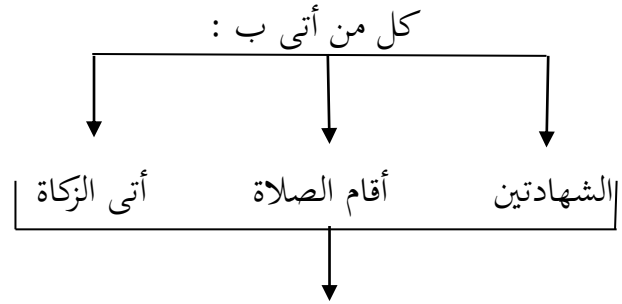 كل من أتى ب :
الشهادتين أقام الصلاة أتى الزكاة